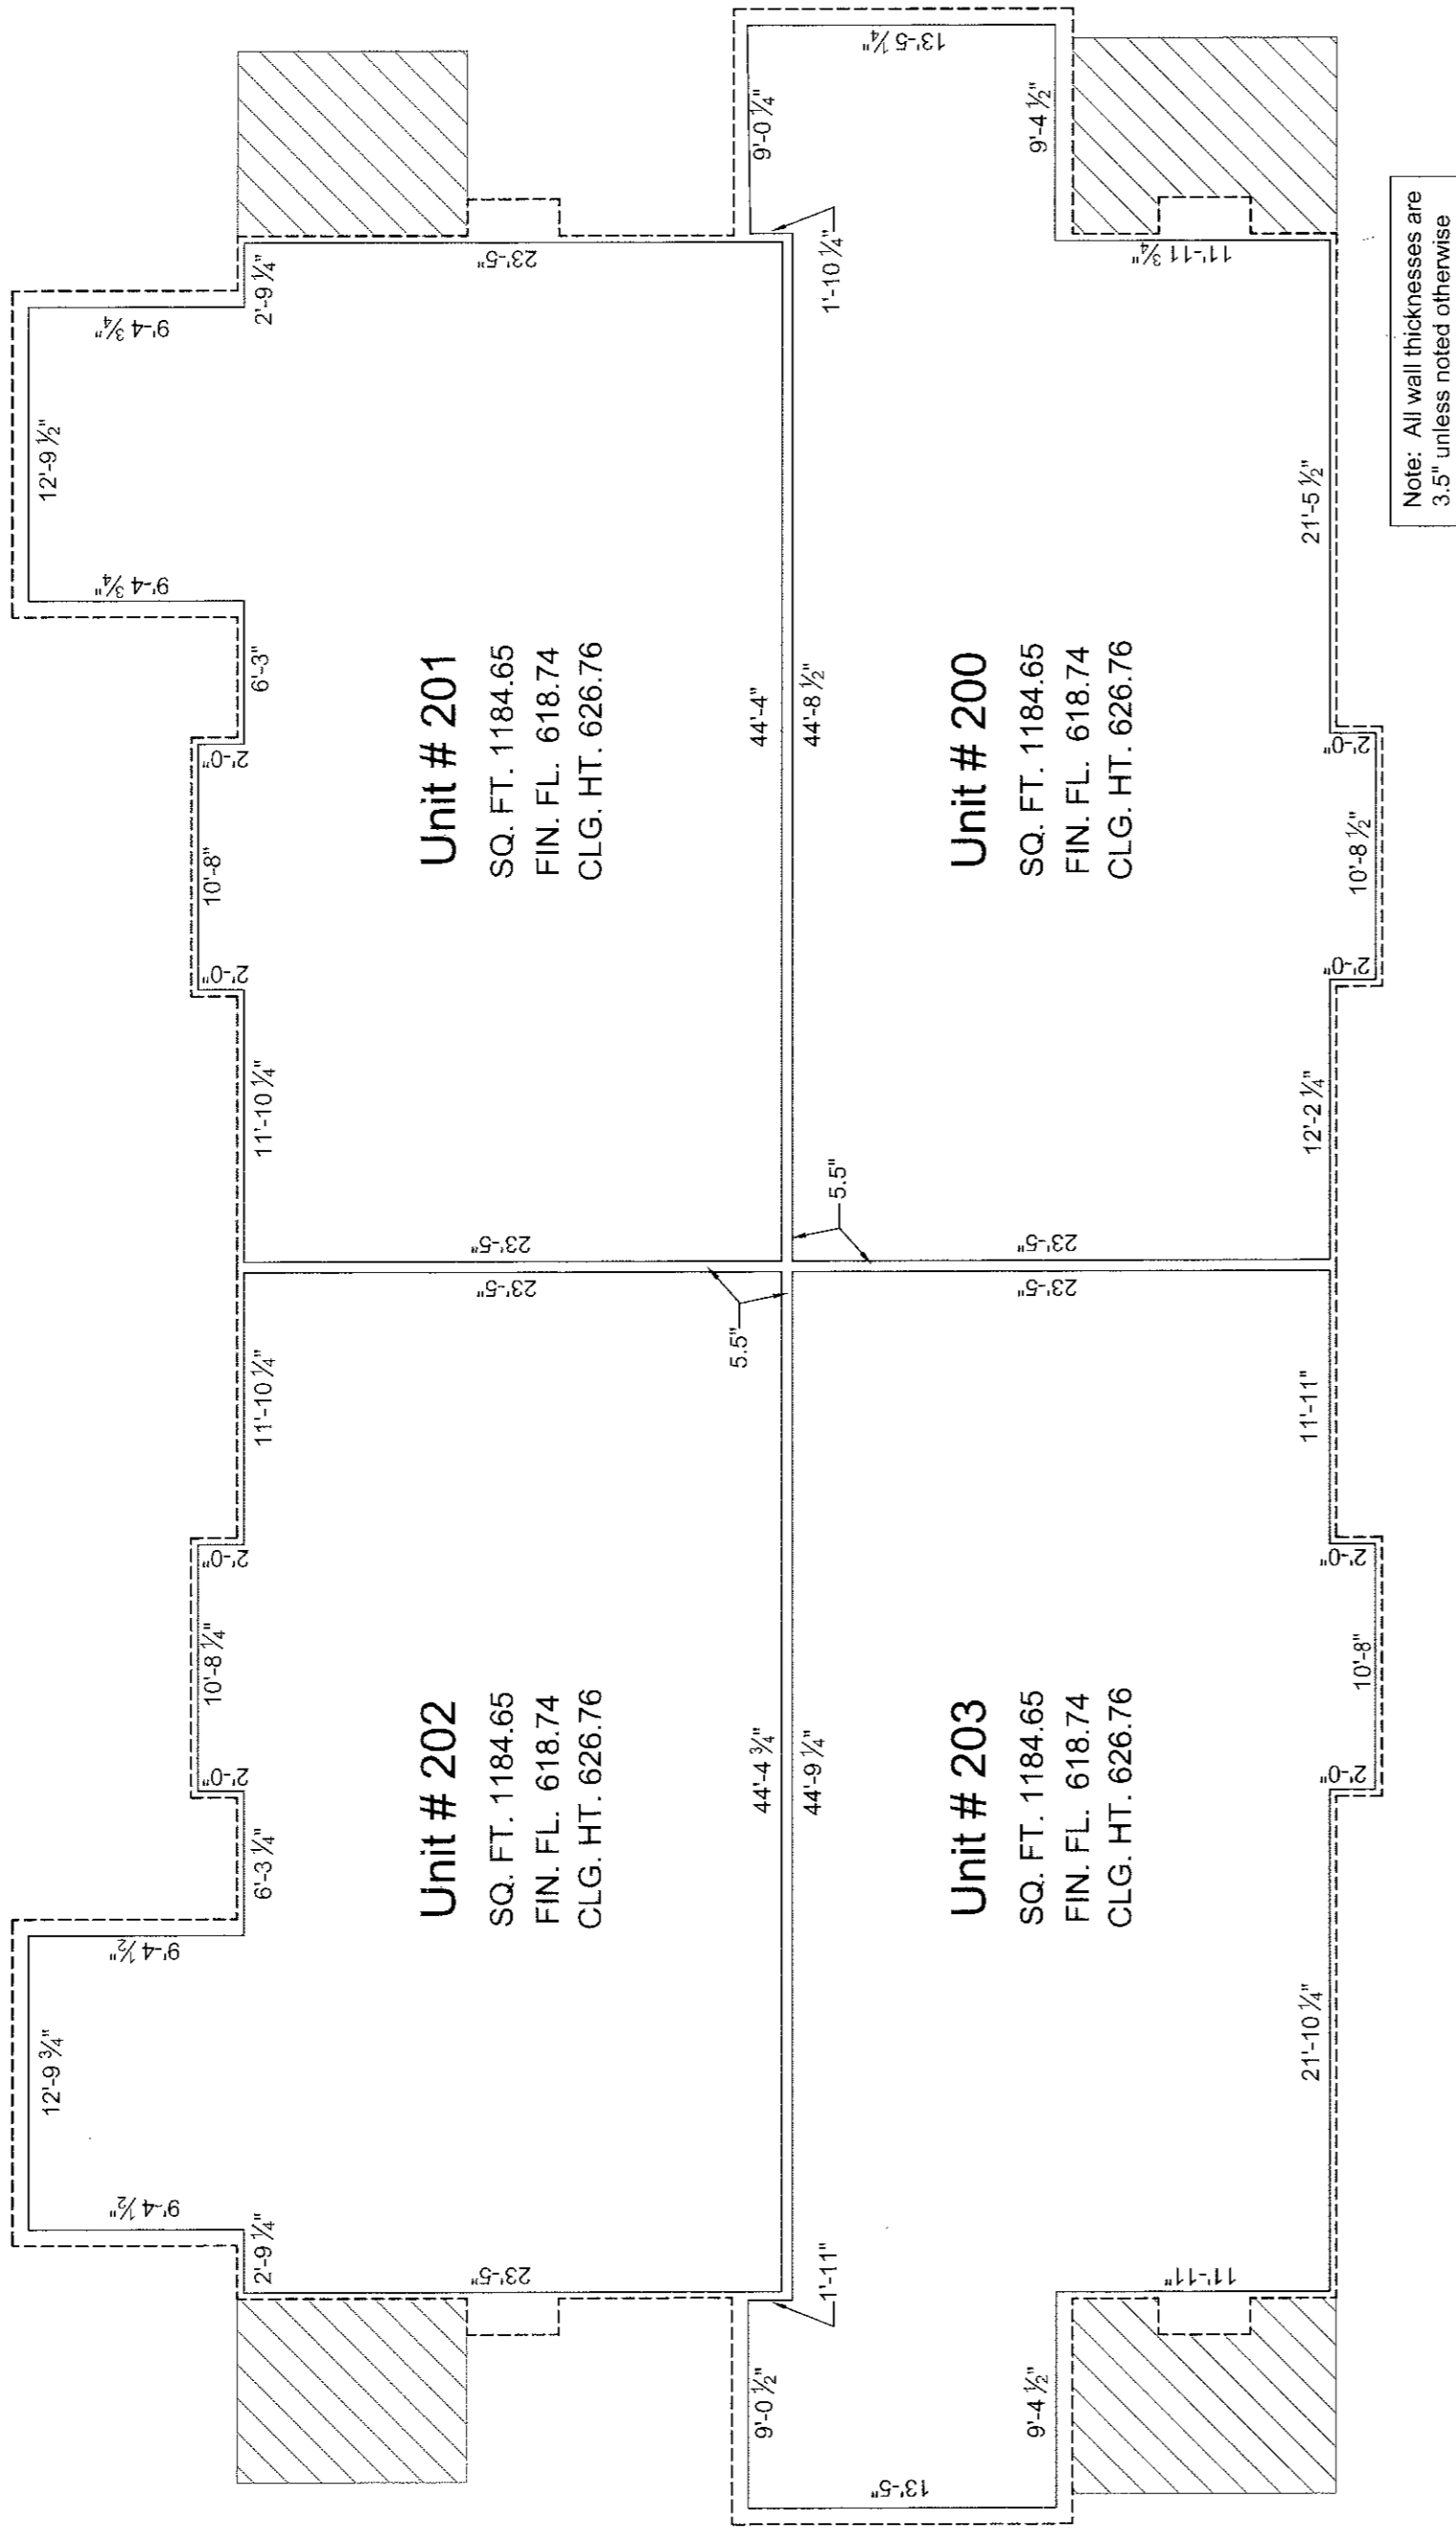 12'-9 ½"
9'-4 ¾"
9'-4 ¾"
2'-9 ¼"
6'-3"
2'-0"
10'-8"
2'-0"
11'-10 ¼"
23'-5"
23'-5"
Unit # 201
SQ. FT. 1184.65
FIN. FL. 618.74
CLG. HT. 626.76
44'-4"
12'-9 ¾"
9'-4 ½"
9'-4 ½"
2'-9 ¼"
6'-3 ¼"
2'-0"
10'-8 ¼"
2'-0"
11'-10 ¼"
23'-5"
23'-5"
Unit # 202
SQ. FT. 1184.65
FIN. FL. 618.74
CLG. HT. 626.76
44'-4 ¾"
5.5"
5.5"
44'-8 ½"
1'-10 ¼"
9'-0 ¼"
13'-5 ¼"
9'-4 ½"
11'-11 ¾"
23'-5"
Unit # 200
SQ. FT. 1184.65
FIN. FL. 618.74
CLG. HT. 626.76
21'-5 ½"
2'-0"
10'-8 ½"
2'-0"
12'-2 ¼"
44'-9 ¼"
1'-11"
9'-0 ½"
13'-5"
9'-4 ½"
11'-11"
23'-5"
Unit # 203
SQ. FT. 1184.65
FIN. FL. 618.74
CLG. HT. 626.76
21'-10 ¼"
2'-0"
10'-8"
2'-0"
11'-11"
Note: All wall thicknesses are
3.5" unless noted otherwise